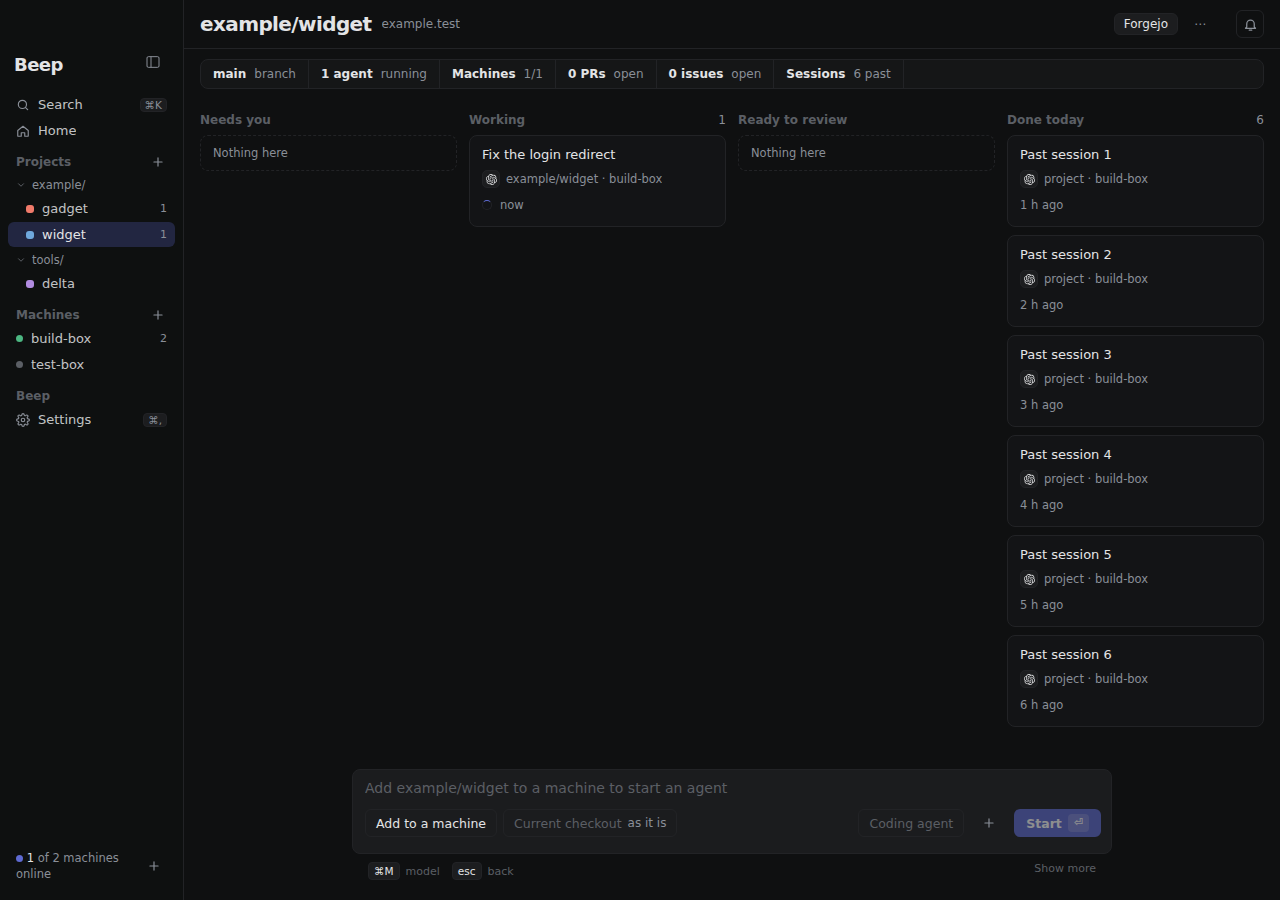 Beep
Search ⌘K
Home
Projects
example/
gadget 1
widget 1
tools/
delta
Machines
build-box 2
test-box
Beep
Settings ⌘,
1 of 2 machines
online
example/widget example.test
Forgejo ···
main branch 1 agent running Machines 1/1 0 PRs open 0 issues open Sessions 6 past
Needs you
Nothing here
Working 1
Fix the login redirect
example/widget · build-box
now
Ready to review
Nothing here
Done today 6
Past session 1
project · build-box
1 h ago
Past session 2
project · build-box
2 h ago
Past session 3
project · build-box
3 h ago
Past session 4
project · build-box
4 h ago
Past session 5
project · build-box
5 h ago
Past session 6
project · build-box
6 h ago
Add example/widget to a machine to start an agent
Add to a machine Current checkout as it is Coding agent Start ⏎
⌘M model esc back Show more